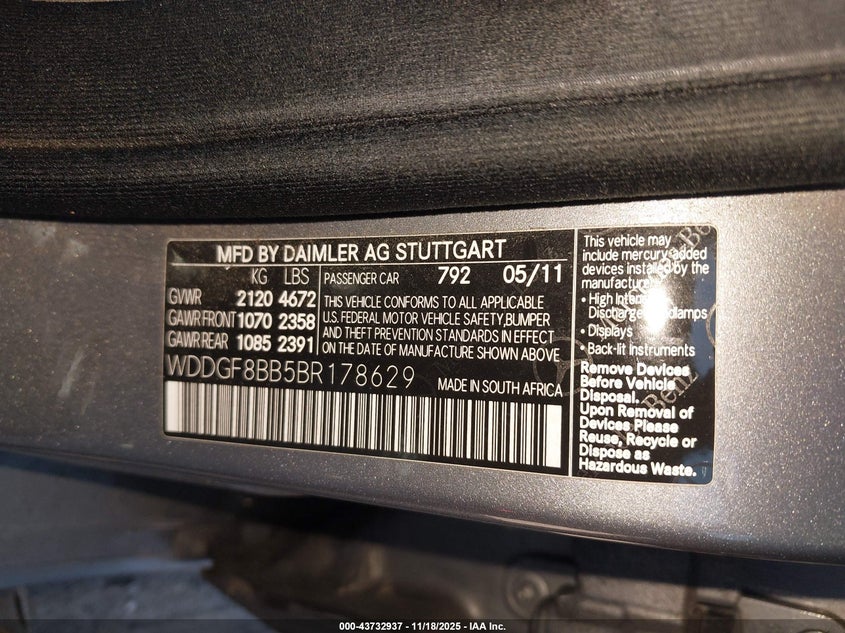 MFD BY DAIMLER AG STUTTGART
KG LBS
GVWR 2120 4672
GAWR FRONT 1070 2358
GAWR REAR 1085 2391
PASSENGER CAR 792 05/11
THIS VEHICLE CONFORMS TO ALL APPLICABLE
U.S. FEDERAL MOTOR VEHICLE SAFETY, BUMPER
AND THEFT PREVENTION STANDARDS IN EFFECT
ON THE DATE OF MANUFACTURE SHOWN ABOVE
WDDGF8BB5BR178629
MADE IN SOUTH AFRICA
This vehicle may
include mercury added
devices installed by the
manufacturer
• High
Discharge
• Displays
• Back-lit Instruments
Remove Devices
Before Vehicle
Disposal.
Upon Removal of
Devices Please
Reuse, Recycle or
Dispose as
Hazardous Waste.
000-43732937 - 11/18/2025 - IAA Inc.